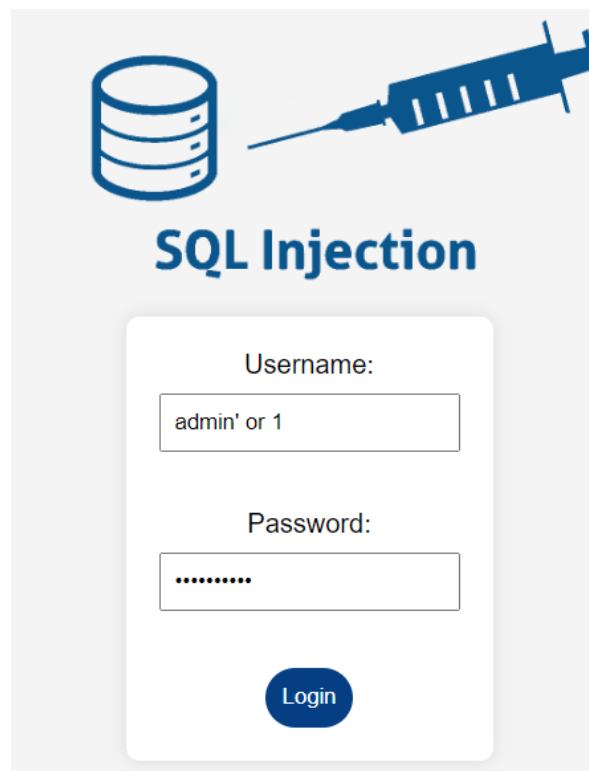 SQL Injection
Username:
admin' or 1
Password:
••••••••••
Login